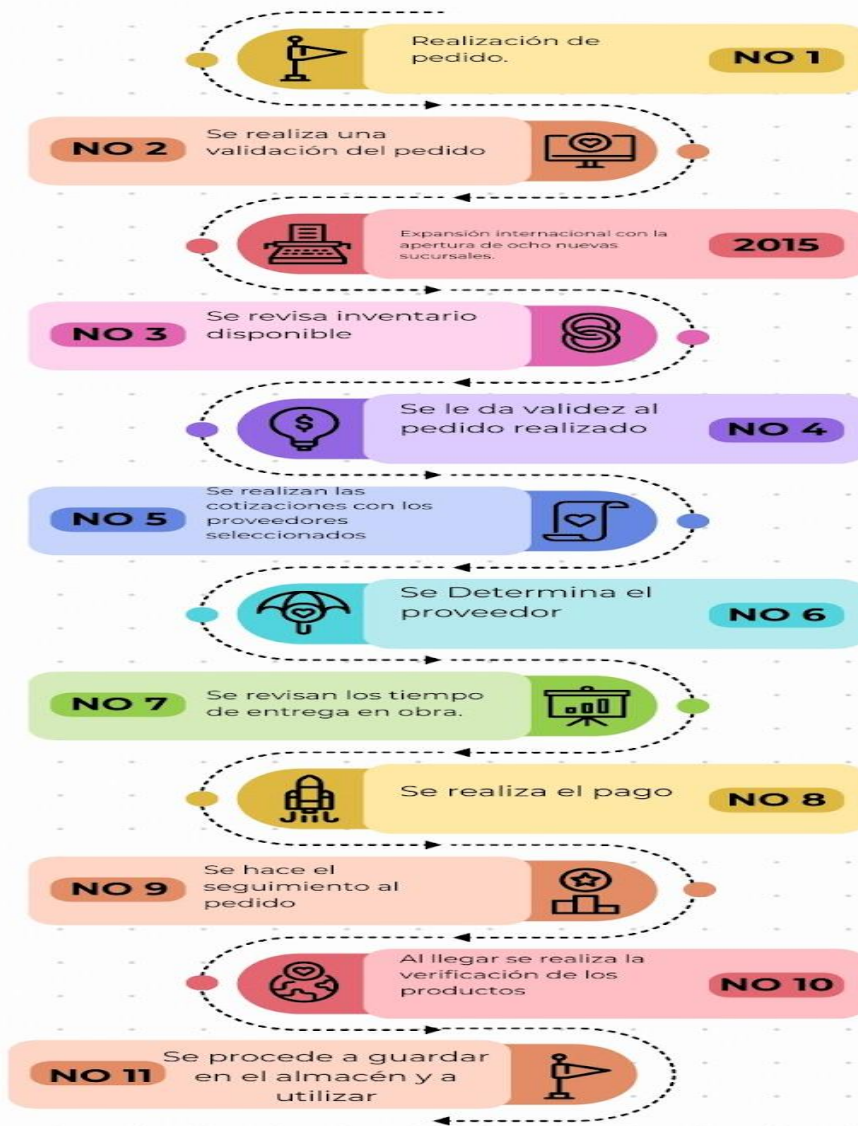 Realización de
pedido.
NO 1
NO 2
Se realiza una
validación del pedido
Expansión internacional con la
apertura de ocho nuevas
sucursales.
2015
NO 3
Se revisa inventario
disponible
Se le da validez al
pedido realizado
NO 4
NO 5
Se realizan las
cotizaciones con los
proveedores
seleccionados
Se Determina el
proveedor
NO 6
NO 7
Se revisan los tiempo
de entrega en obra.
Se realiza el pago
NO 8
NO 9
Se hace el
seguimiento al
pedido
Al llegar se realiza la
verificación de los
productos
NO 10
NO 11
Se procede a guardar
en el almacén y a
utilizar